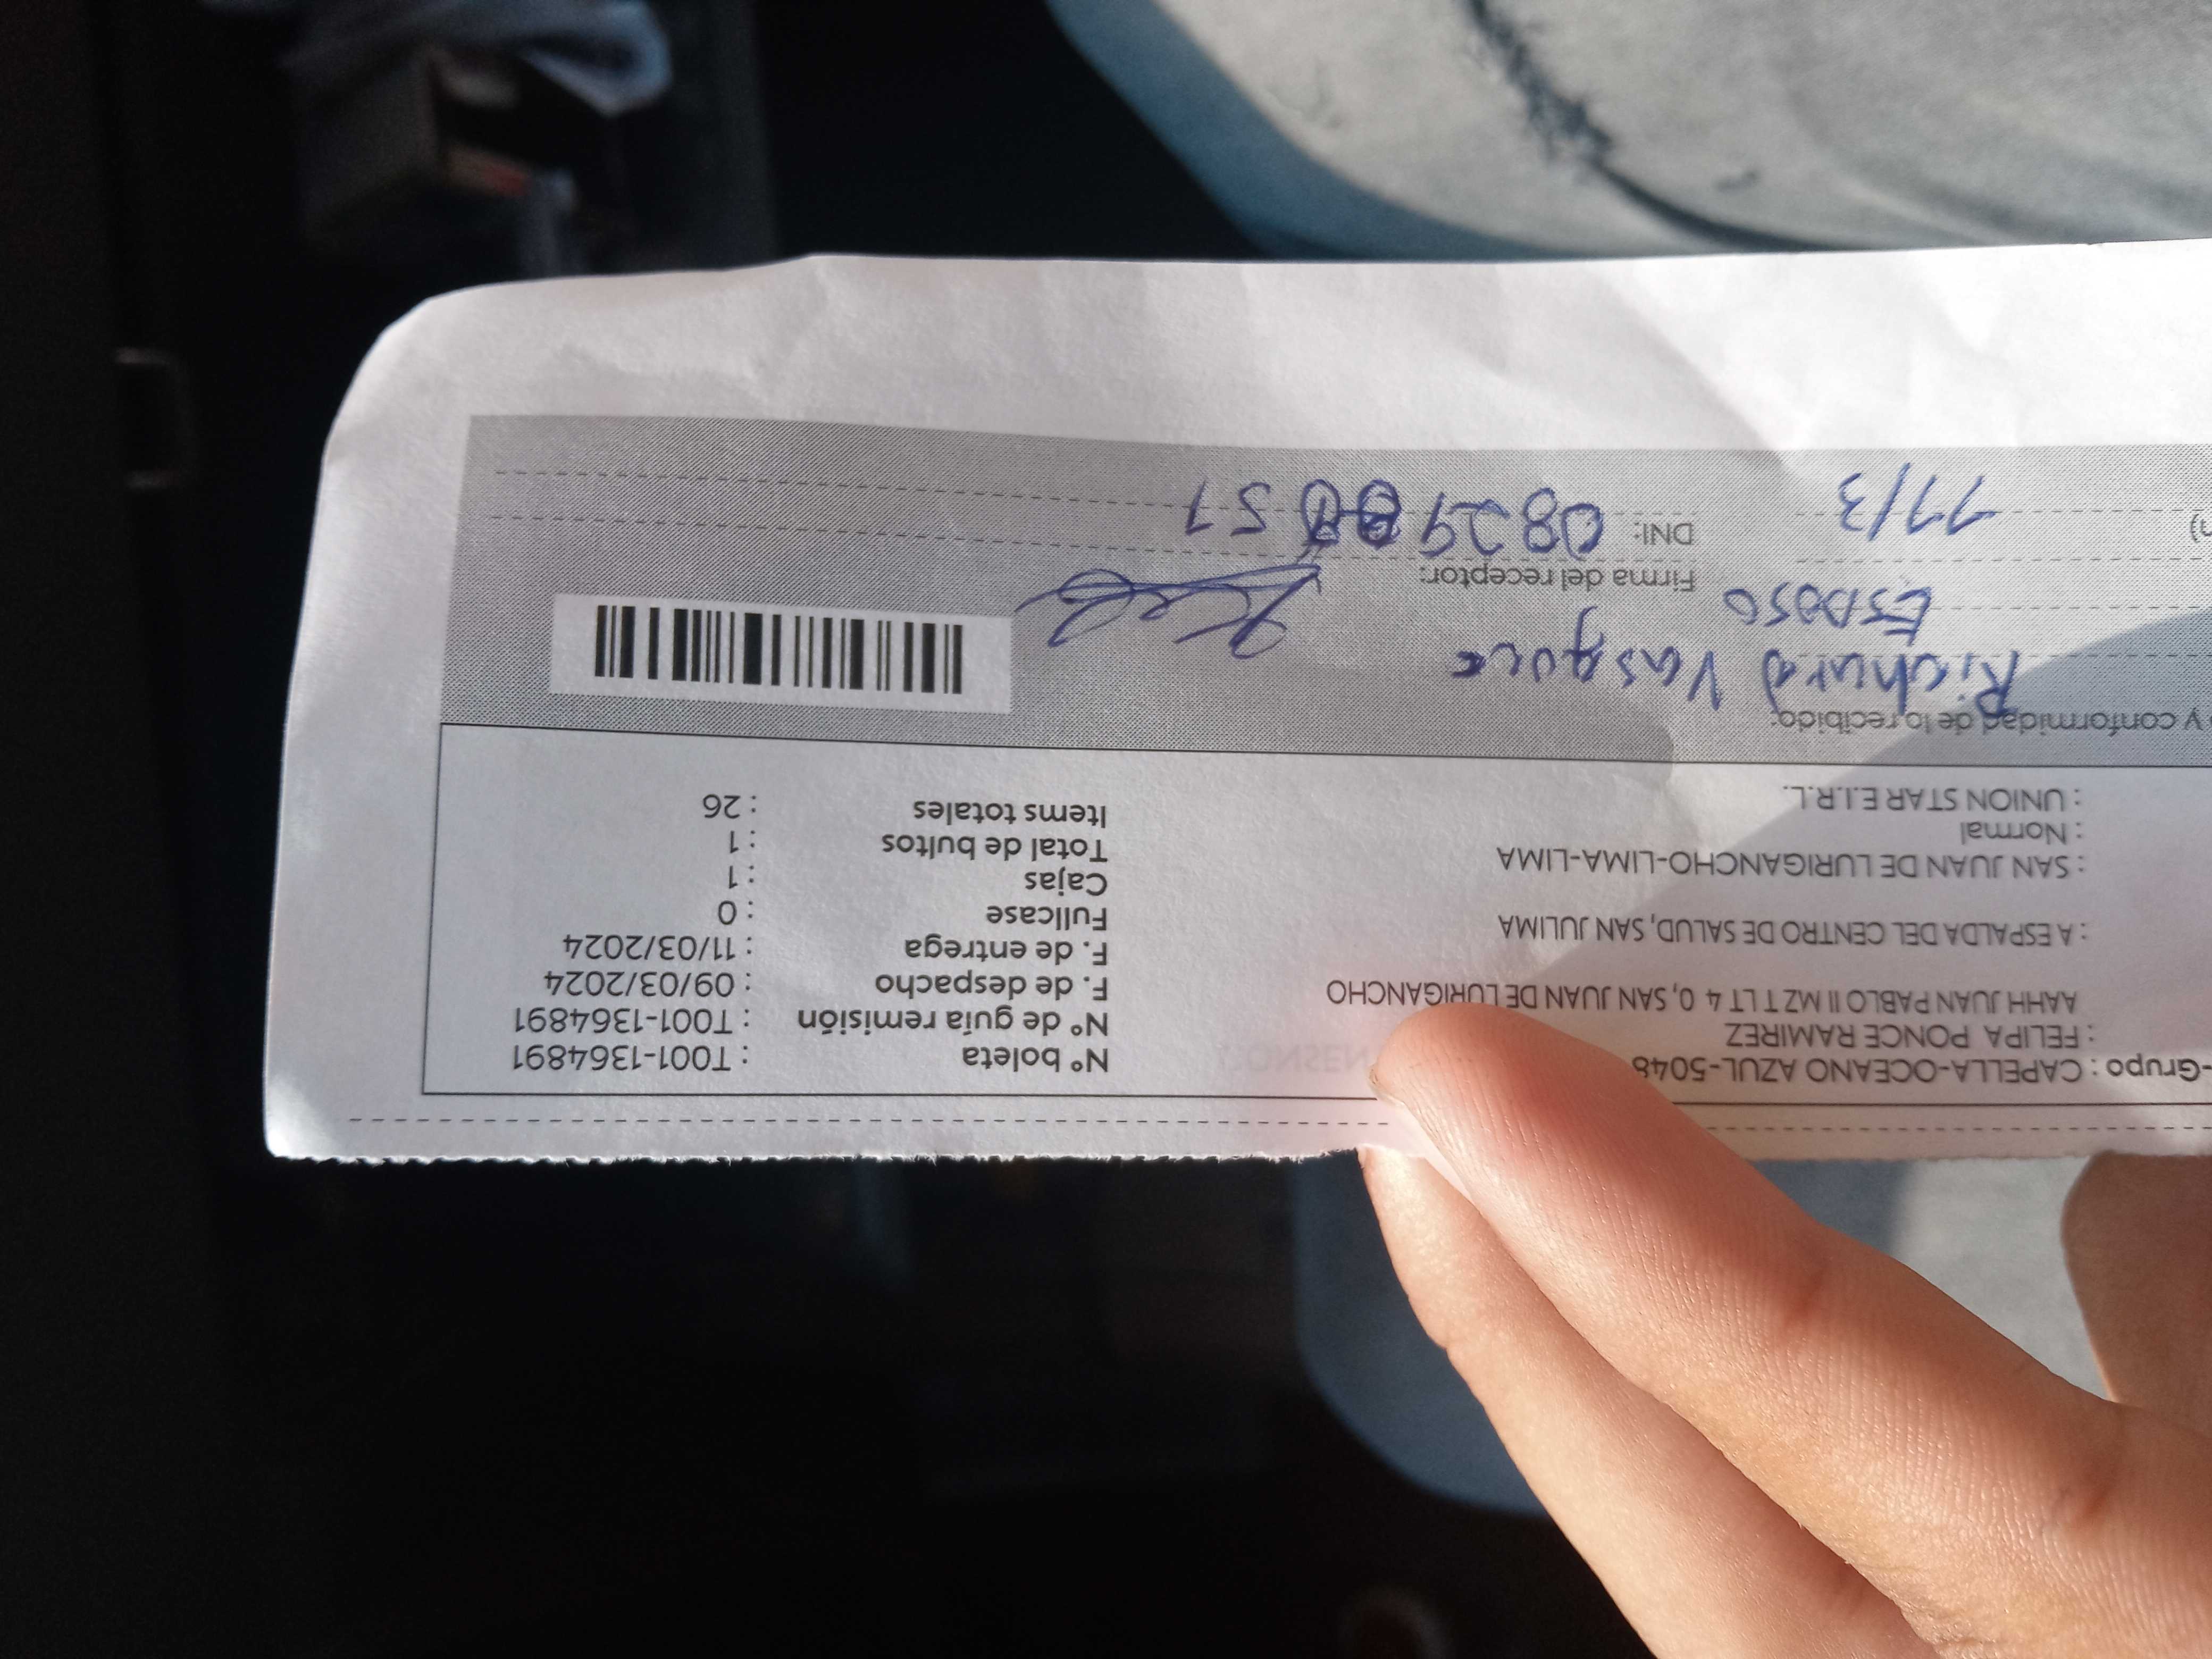 -Grupo : CAPELLA-OCEANO AZUL-5048
: FELIPA PONCE RAMIREZ
AAHH JUAN PABLO II MZ T LT 4 0, SAN JUAN DE LURIGANCHO
: A ESPALDA DEL CENTRO DE SALUD, SAN JULIMA
: SAN JUAN DE LURIGANCHO-LIMA-LIMA
: Normal
: UNION STAR E.I.R.L.
N° boleta : T001-1364891
N° de guía remisión : T001-1364891
F. de despacho : 09/03/2024
F. de entrega : 11/03/2024
Fullcase : 0
Cajas : 1
Total de bultos : 1
Items totales : 26
y conformidad de lo recibido:
Richard Vasquez
Esposo
Firma del receptor:
11/3
DNI: 0829 51